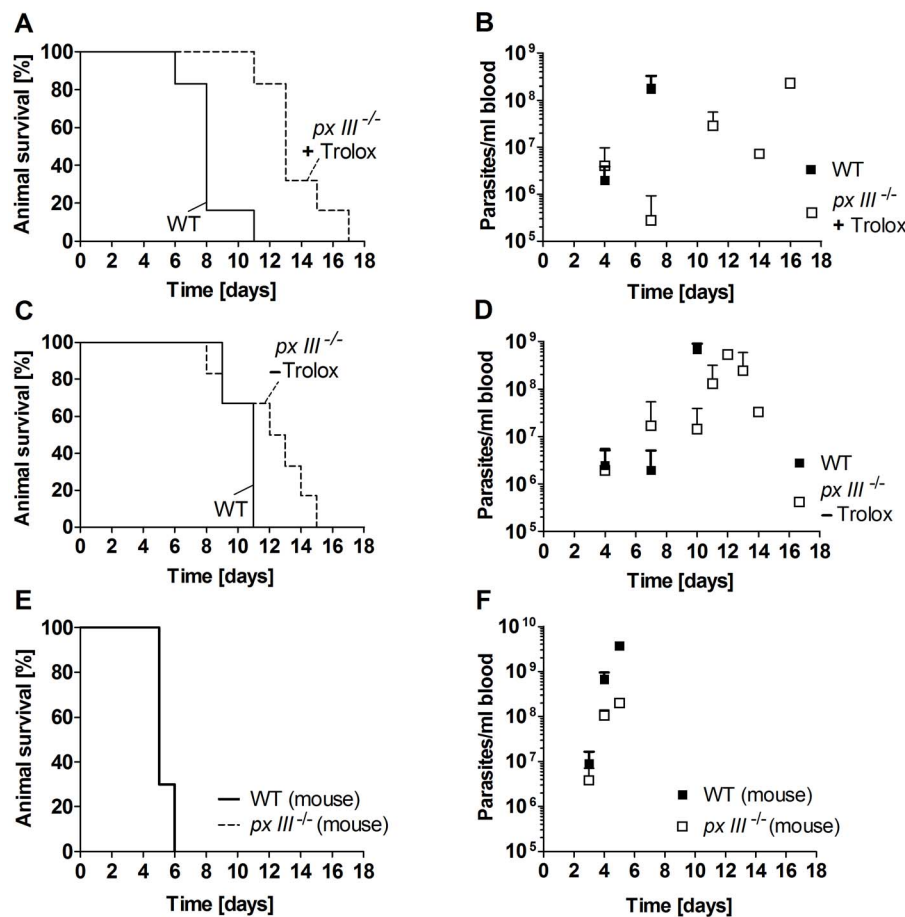 A
Animal survival [%]
100
80
60
40
20
0
px III -/-
+ Trolox
WT
0 2 4 6 8 10 12 14 16 18
Time [days]
B
Parasites/ml blood
10^9
10^8
10^7
10^6
10^5
WT
px III -/-
+ Trolox
0 2 4 6 8 10 12 14 16 18
Time [days]
C
Animal survival [%]
100
80
60
40
20
0
px III -/-
– Trolox
WT
0 2 4 6 8 10 12 14 16 18
Time [days]
D
Parasites/ml blood
10^9
10^8
10^7
10^6
10^5
WT
px III -/-
– Trolox
0 2 4 6 8 10 12 14 16 18
Time [days]
E
Animal survival [%]
100
80
60
40
20
0
WT (mouse)
px III -/- (mouse)
0 2 4 6 8 10 12 14 16 18
Time [days]
F
Parasites/ml blood
10^10
10^9
10^8
10^7
10^6
10^5
WT (mouse)
px III -/- (mouse)
0 2 4 6 8 10 12 14 16 18
Time [days]